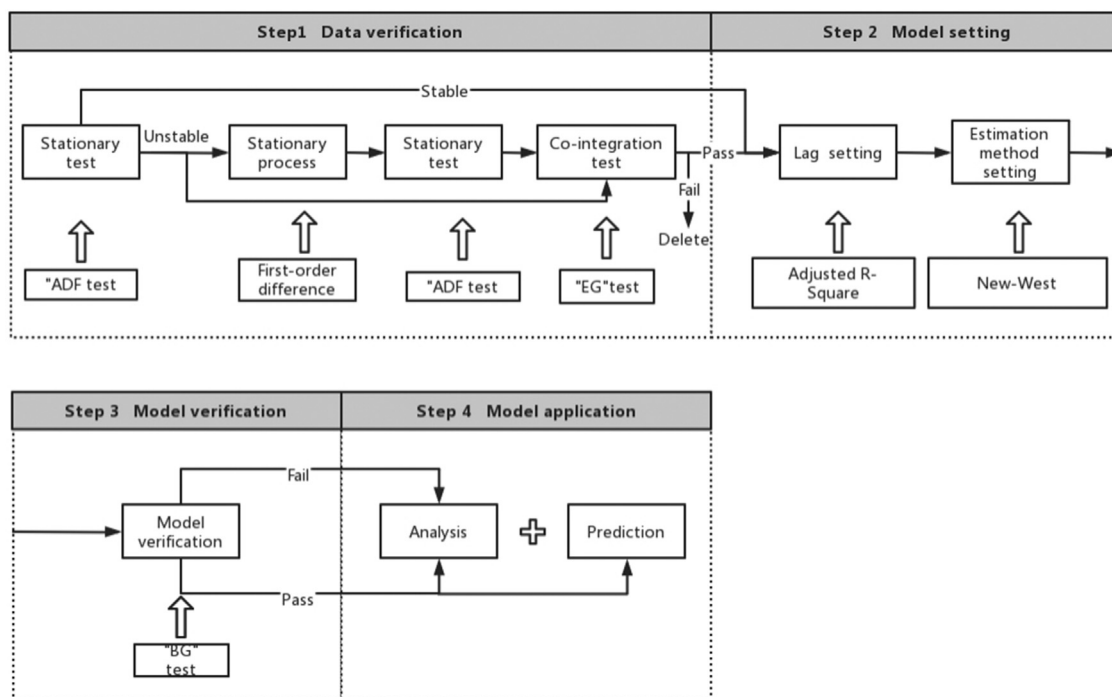 Step1 Data verification
Step 2 Model setting
Stable
Stationary
test
Unstable
Stationary
process
Stationary
test
Co-integration
test
Pass
Fail
Delete
Lag setting
Estimation
method
setting
"ADF test
First-order
difference
"ADF test
"EG"test
Adjusted R-
Square
New-West
Step 3 Model verification
Step 4 Model application
Fail
Model
verification
Analysis
Prediction
Pass
"BG"
test